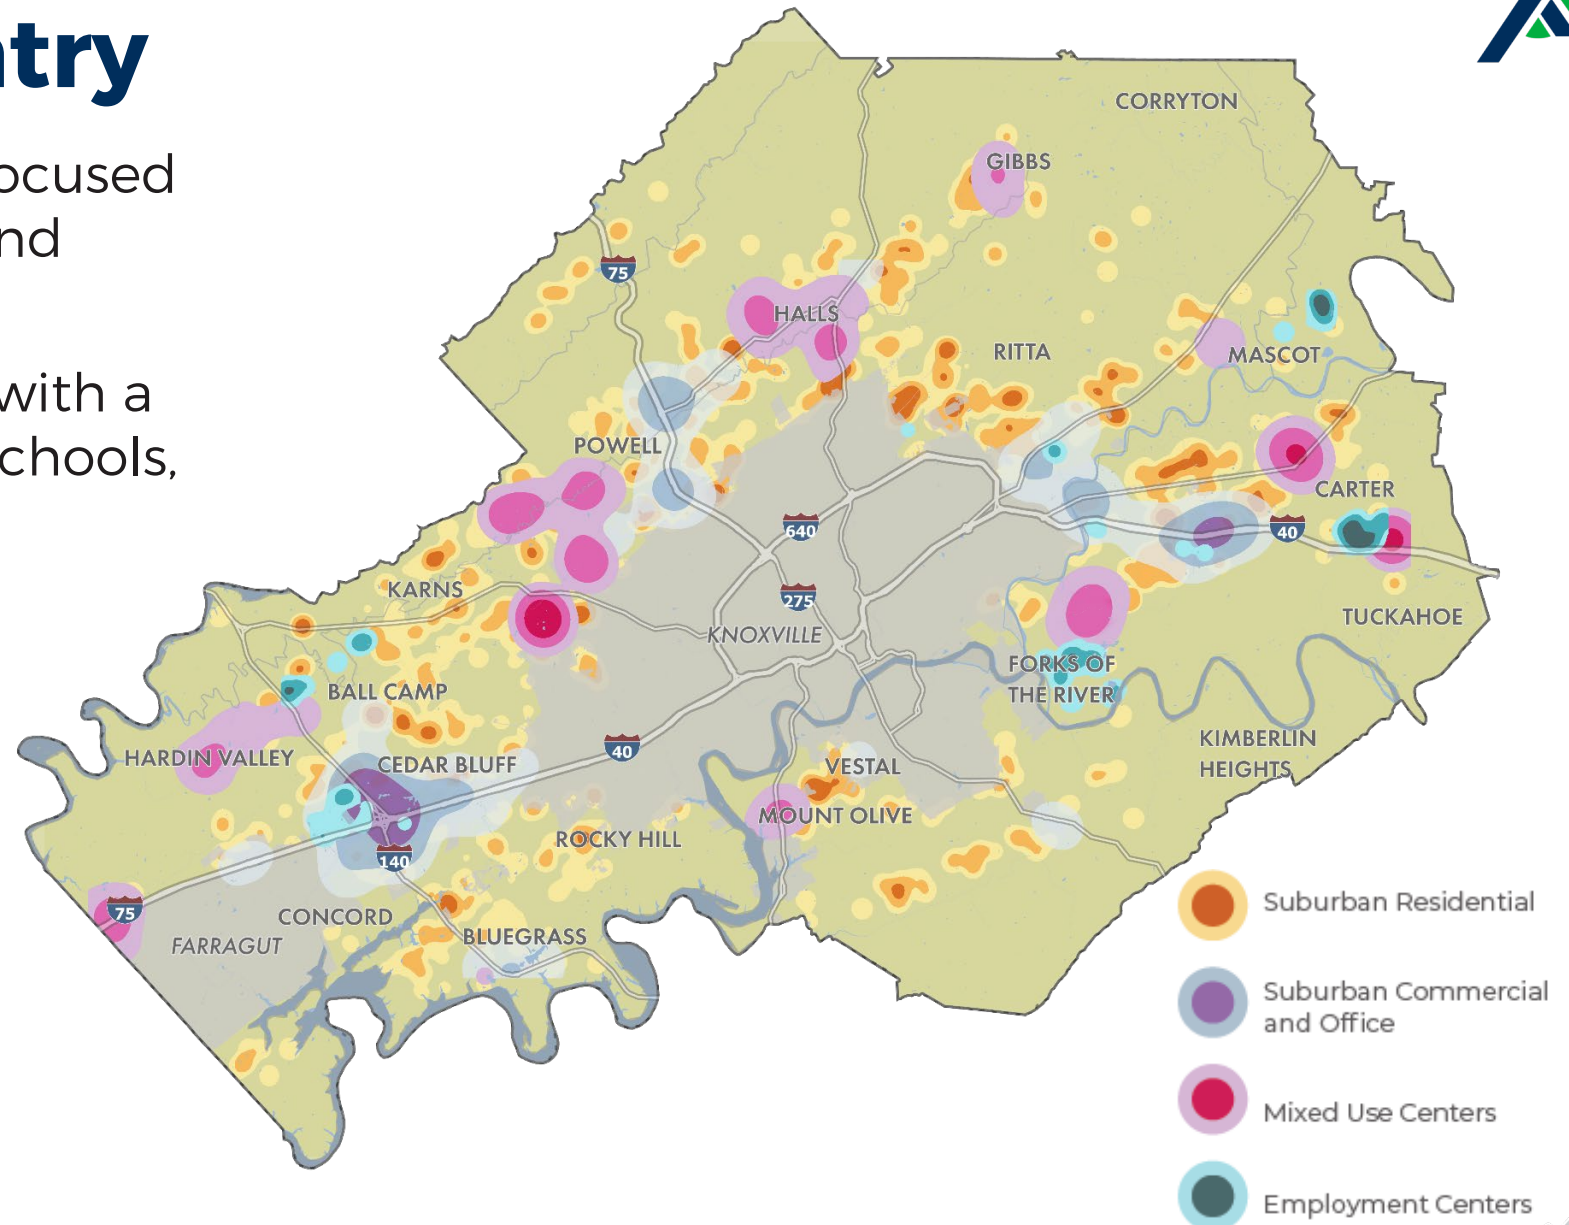 ntry
ocused
nd
with a
chools,
CORRYTON
GIBBS
75
HALLS
RITTA
MASCOT
POWELL
CARTER
640
40
KARNS
275
KNOXVILLE
TUCKAHOE
FORKS OF
THE RIVER
BALL CAMP
HARDIN VALLEY
40
KIMBERLIN
HEIGHTS
CEDAR BLUFF
VESTAL
MOUNT OLIVE
ROCKY HILL
140
75
CONCORD
FARRAGUT
BLUEGRASS
Suburban Residential
Suburban Commercial
and Office
Mixed Use Centers
Employment Centers